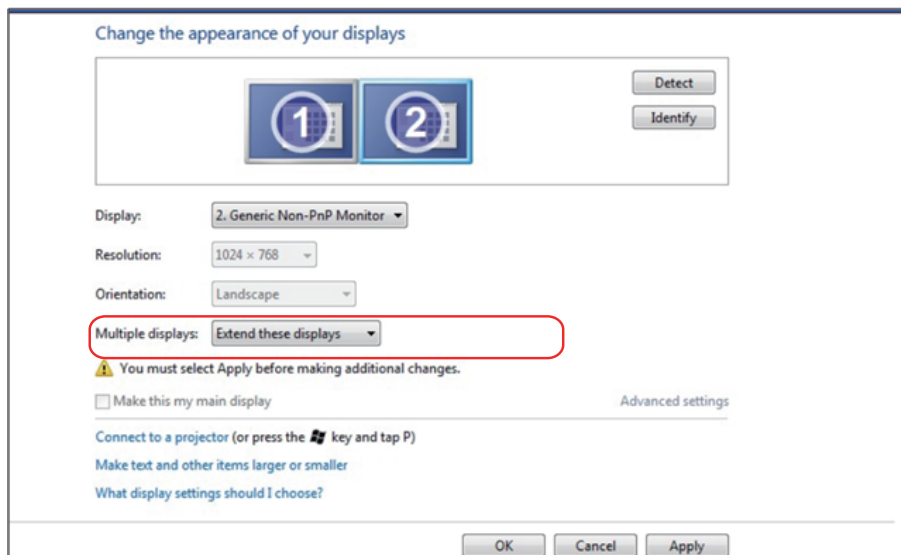 Change the appearance of your displays
1 2
Detect
Identify
Display: 2. Generic Non-PnP Monitor
Resolution: 1024 × 768
Orientation: Landscape
Multiple displays: Extend these displays
You must select Apply before making additional changes.
Make this my main display Advanced settings
Connect to a projector (or press the key and tap P)
Make text and other items larger or smaller
What display settings should I choose?
OK Cancel Apply